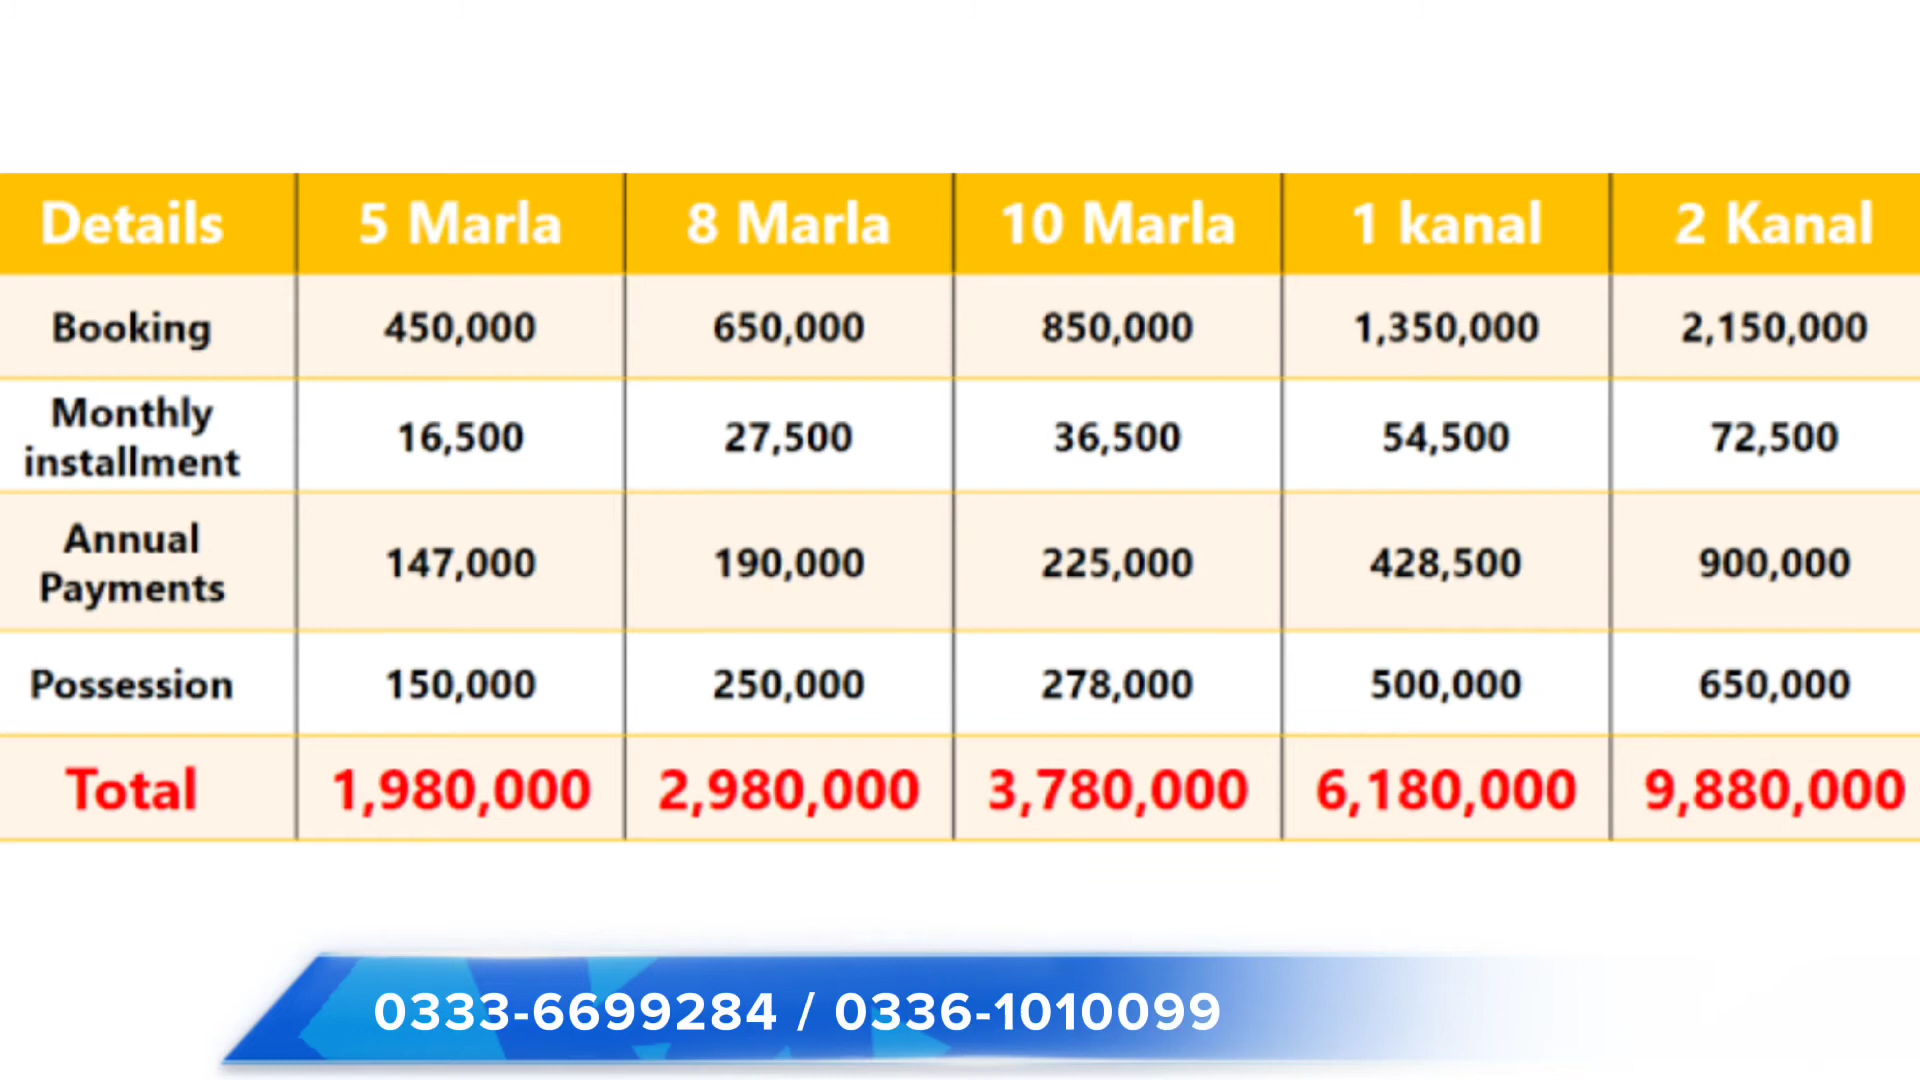 Details 5 Marla 8 Marla 10 Marla 1 kanal 2 Kanal
Booking 450,000 650,000 850,000 1,350,000 2,150,000
Monthly
installment 16,500 27,500 36,500 54,500 72,500
Annual
Payments 147,000 190,000 225,000 428,500 900,000
Possession 150,000 250,000 278,000 500,000 650,000
Total 1,980,000 2,980,000 3,780,000 6,180,000 9,880,000
0333-6699284 / 0336-1010099